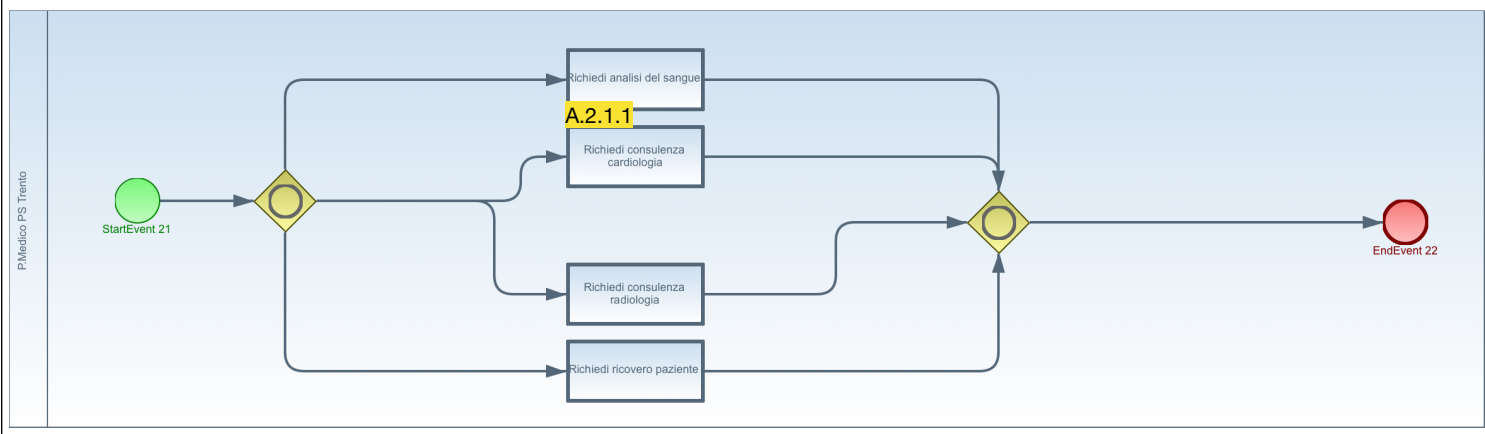 P.Medico PS Trento
StartEvent 21
Richiedi analisi del sangue
A.2.1.1
Richiedi consulenza
cardiologia
Richiedi consulenza
radiologia
Richiedi ricovero paziente
EndEvent 22